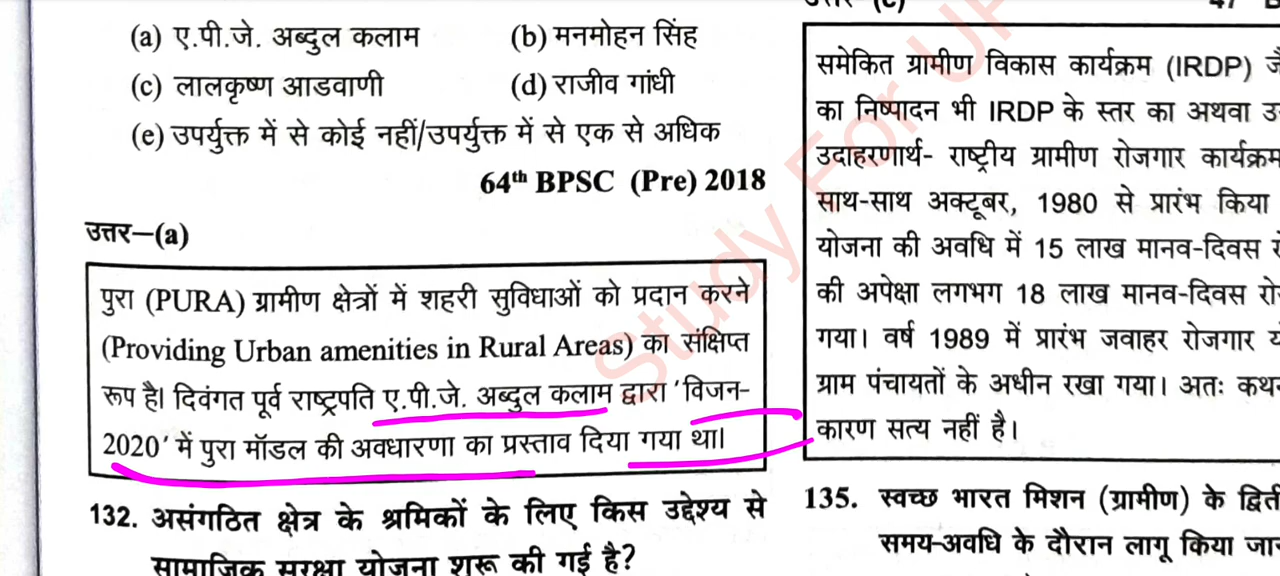 (a) ए.पी.जे. अब्दुल कलाम (b) मनमोहन सिंह
(c) लालकृष्ण आडवाणी (d) राजीव गांधी
(e) उपर्युक्त में से कोई नहीं/उपर्युक्त में से एक से अधिक
64th BPSC (Pre) 2018
उत्तर—(a)
पुरा (PURA) ग्रामीण क्षेत्रों में शहरी सुविधाओं को प्रदान करने
(Providing Urban amenities in Rural Areas) का संक्षिप्त
रूप है। दिवंगत पूर्व राष्ट्रपति ए.पी.जे. अब्दुल कलाम द्वारा 'विजन-
2020' में पुरा मॉडल की अवधारणा का प्रस्ताव दिया गया था।
132. असंगठित क्षेत्र के श्रमिकों के लिए किस उद्देश्य से
सामाजिक सुरक्षा योजना शुरू की गई है?
उत्तर—(c)
समेकित ग्रामीण विकास कार्यक्रम (IRDP)
का निष्पादन भी IRDP के स्तर का अथवा
उदाहरणार्थ- राष्ट्रीय ग्रामीण रोजगार कार्यक्रम
साथ-साथ अक्टूबर, 1980 से प्रारंभ किया
योजना की अवधि में 15 लाख मानव-दिवस
की अपेक्षा लगभग 18 लाख मानव-दिवस
गया। वर्ष 1989 में प्रारंभ जवाहर रोजगार
ग्राम पंचायतों के अधीन रखा गया। अतः
कारण सत्य नहीं है।
135. स्वच्छ भारत मिशन (ग्रामीण) के
समय-अवधि के दौरान लागू किया
Study For